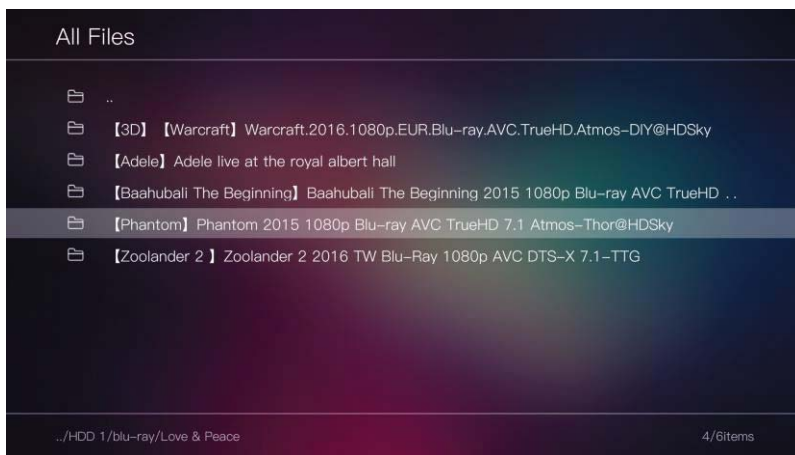 All Files
..
【3D】【Warcraft】Warcraft.2016.1080p.EUR.Blu-ray.AVC.TrueHD.Atmos-DIY@HDSky
【Adele】Adele live at the royal albert hall
【Baahubali The Beginning】Baahubali The Beginning 2015 1080p Blu-ray AVC TrueHD ..
【Phantom】Phantom 2015 1080p Blu-ray AVC TrueHD 7.1 Atmos-Thor@HDSky
【Zoolander 2 】Zoolander 2 2016 TW Blu-Ray 1080p AVC DTS-X 7.1-TTG
../HDD 1/blu-ray/Love & Peace 4/6items